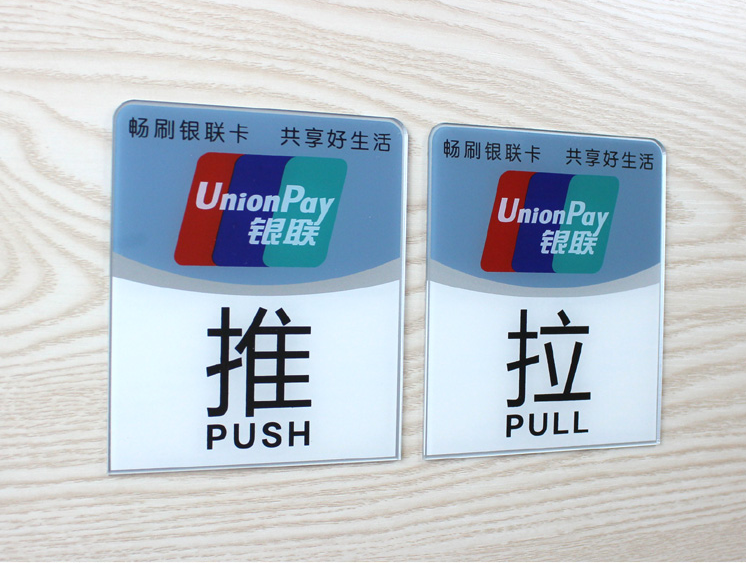 畅刷银联卡 共享好生活
UnionPay
银联
推
PUSH
畅刷银联卡 共享好生活
UnionPay
银联
拉
PULL